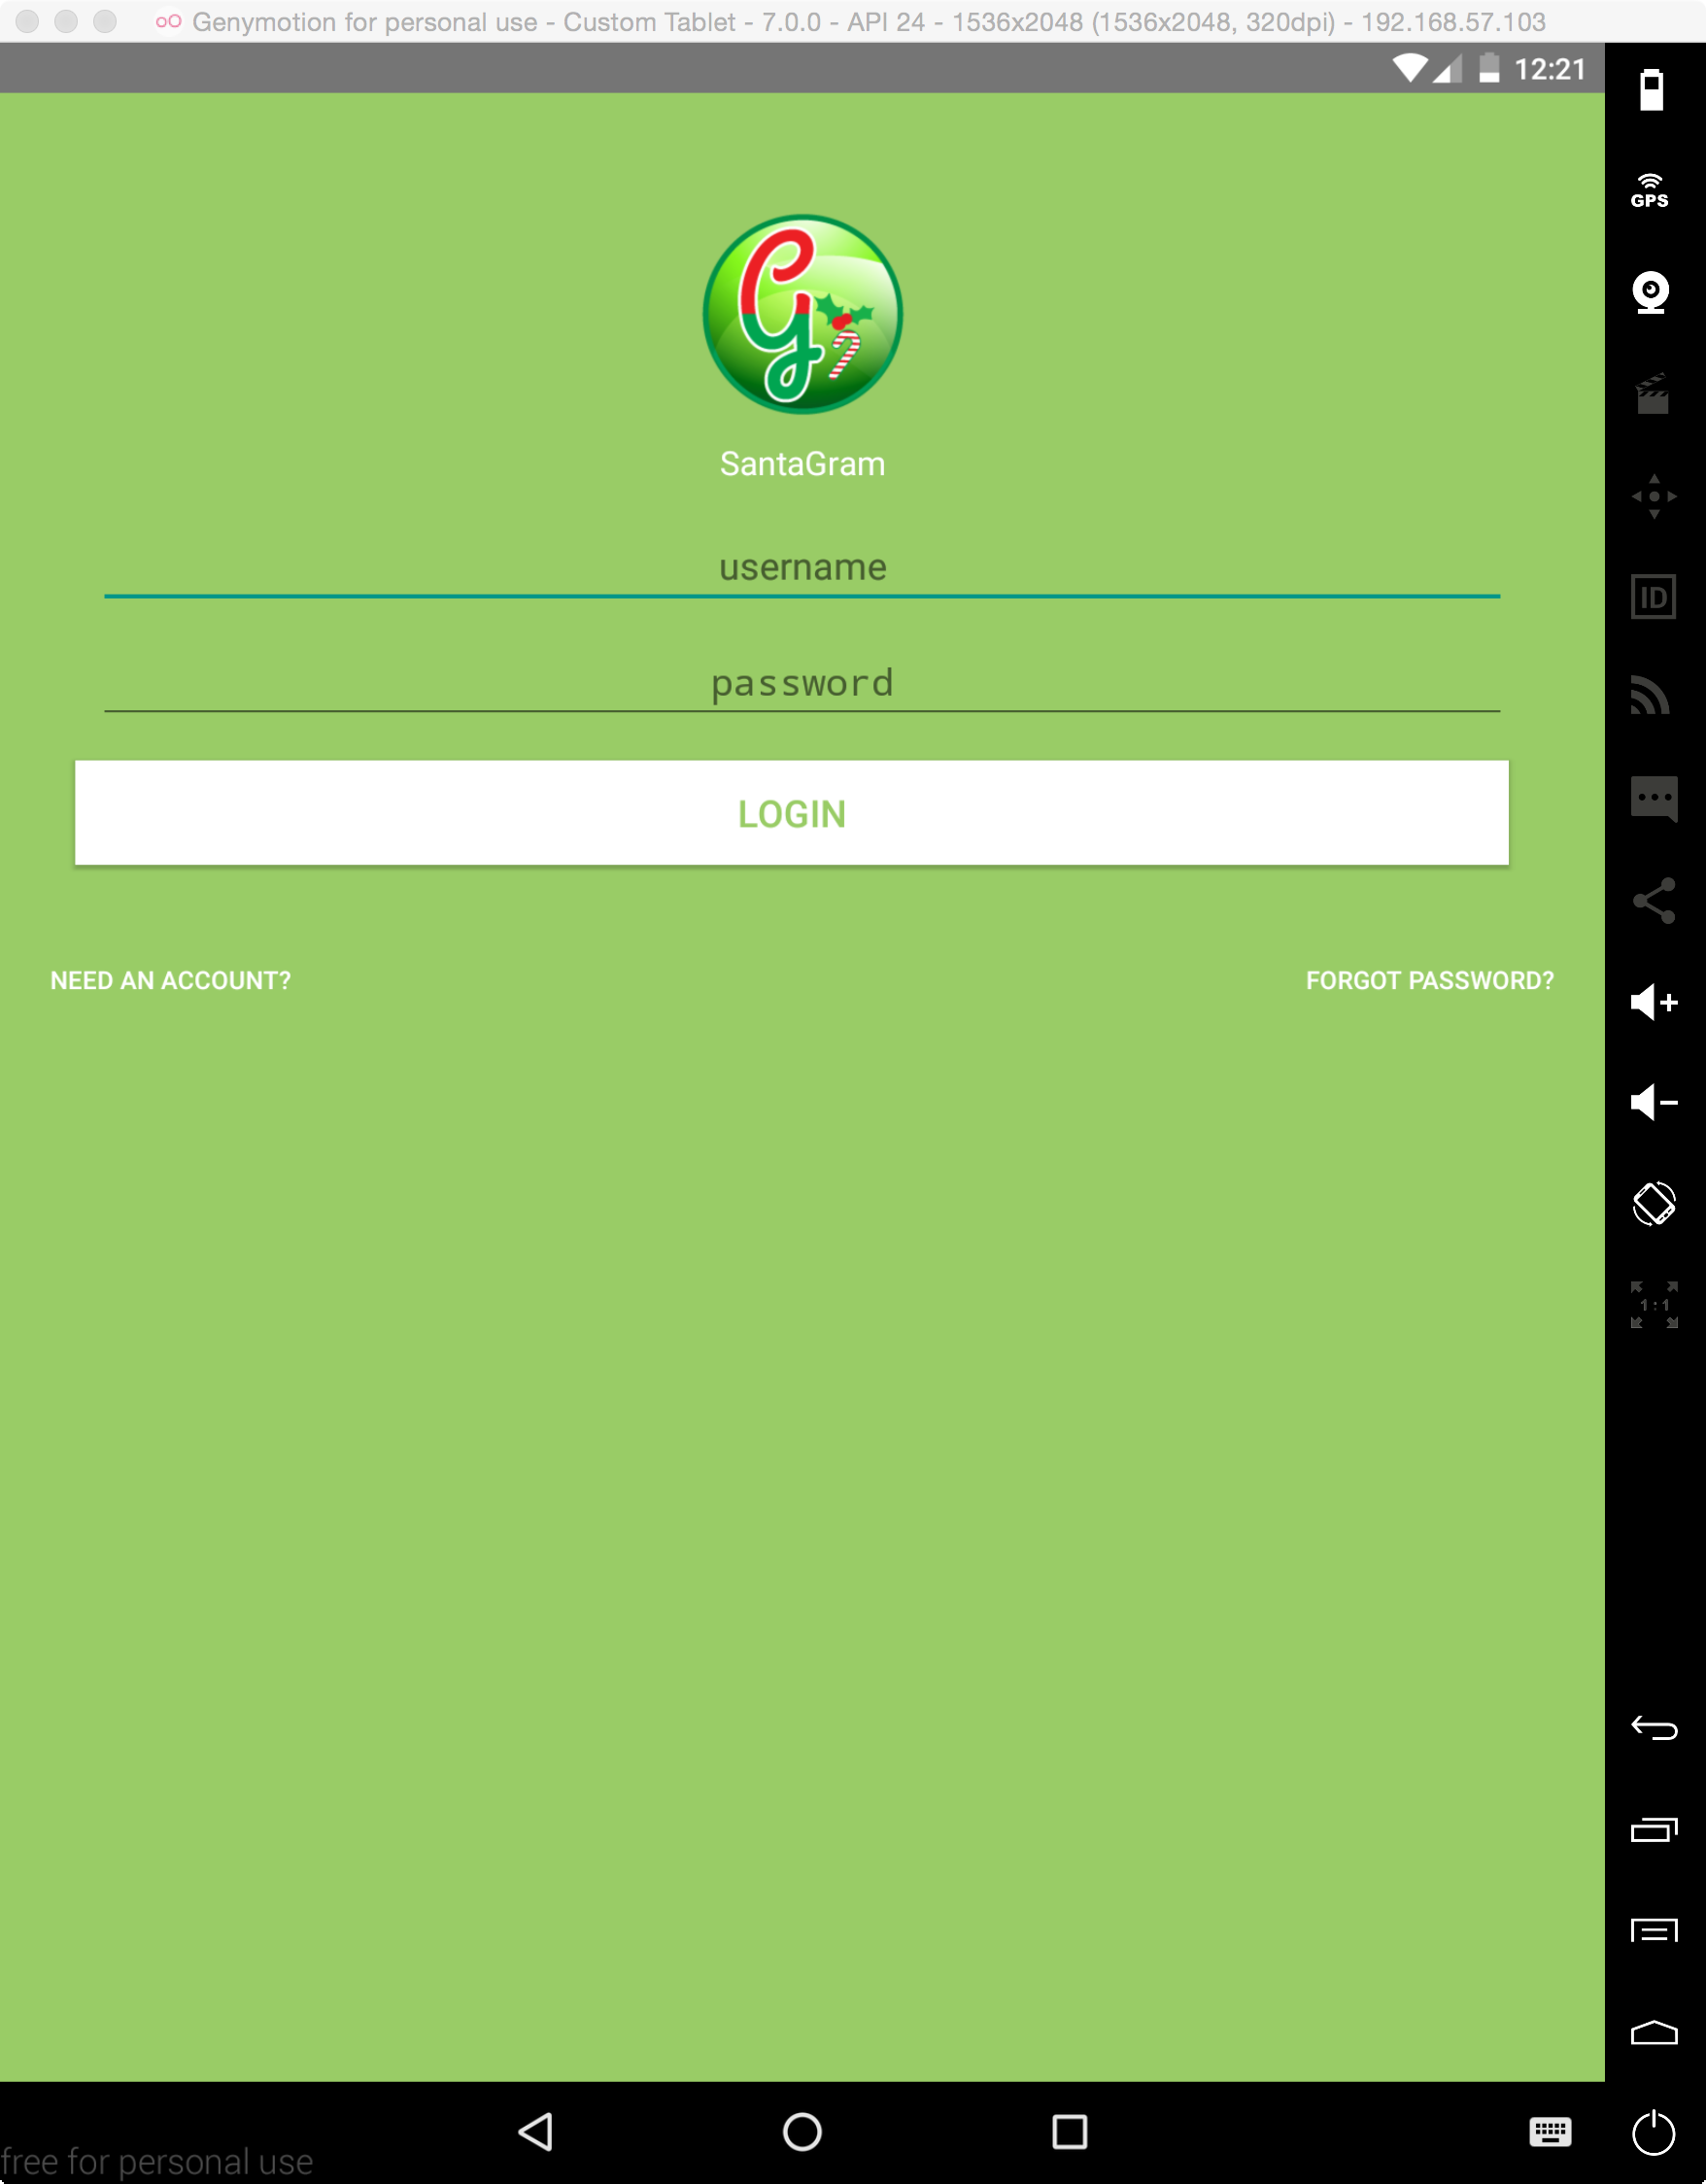 Genymotion for personal use - Custom Tablet - 7.0.0 - API 24 - 1536x2048 (1536x2048, 320dpi) - 192.168.57.103
12:21
GPS
G
SantaGram
username
ID
password
LOGIN
NEED AN ACCOUNT?
FORGOT PASSWORD?
1:1
free for personal use